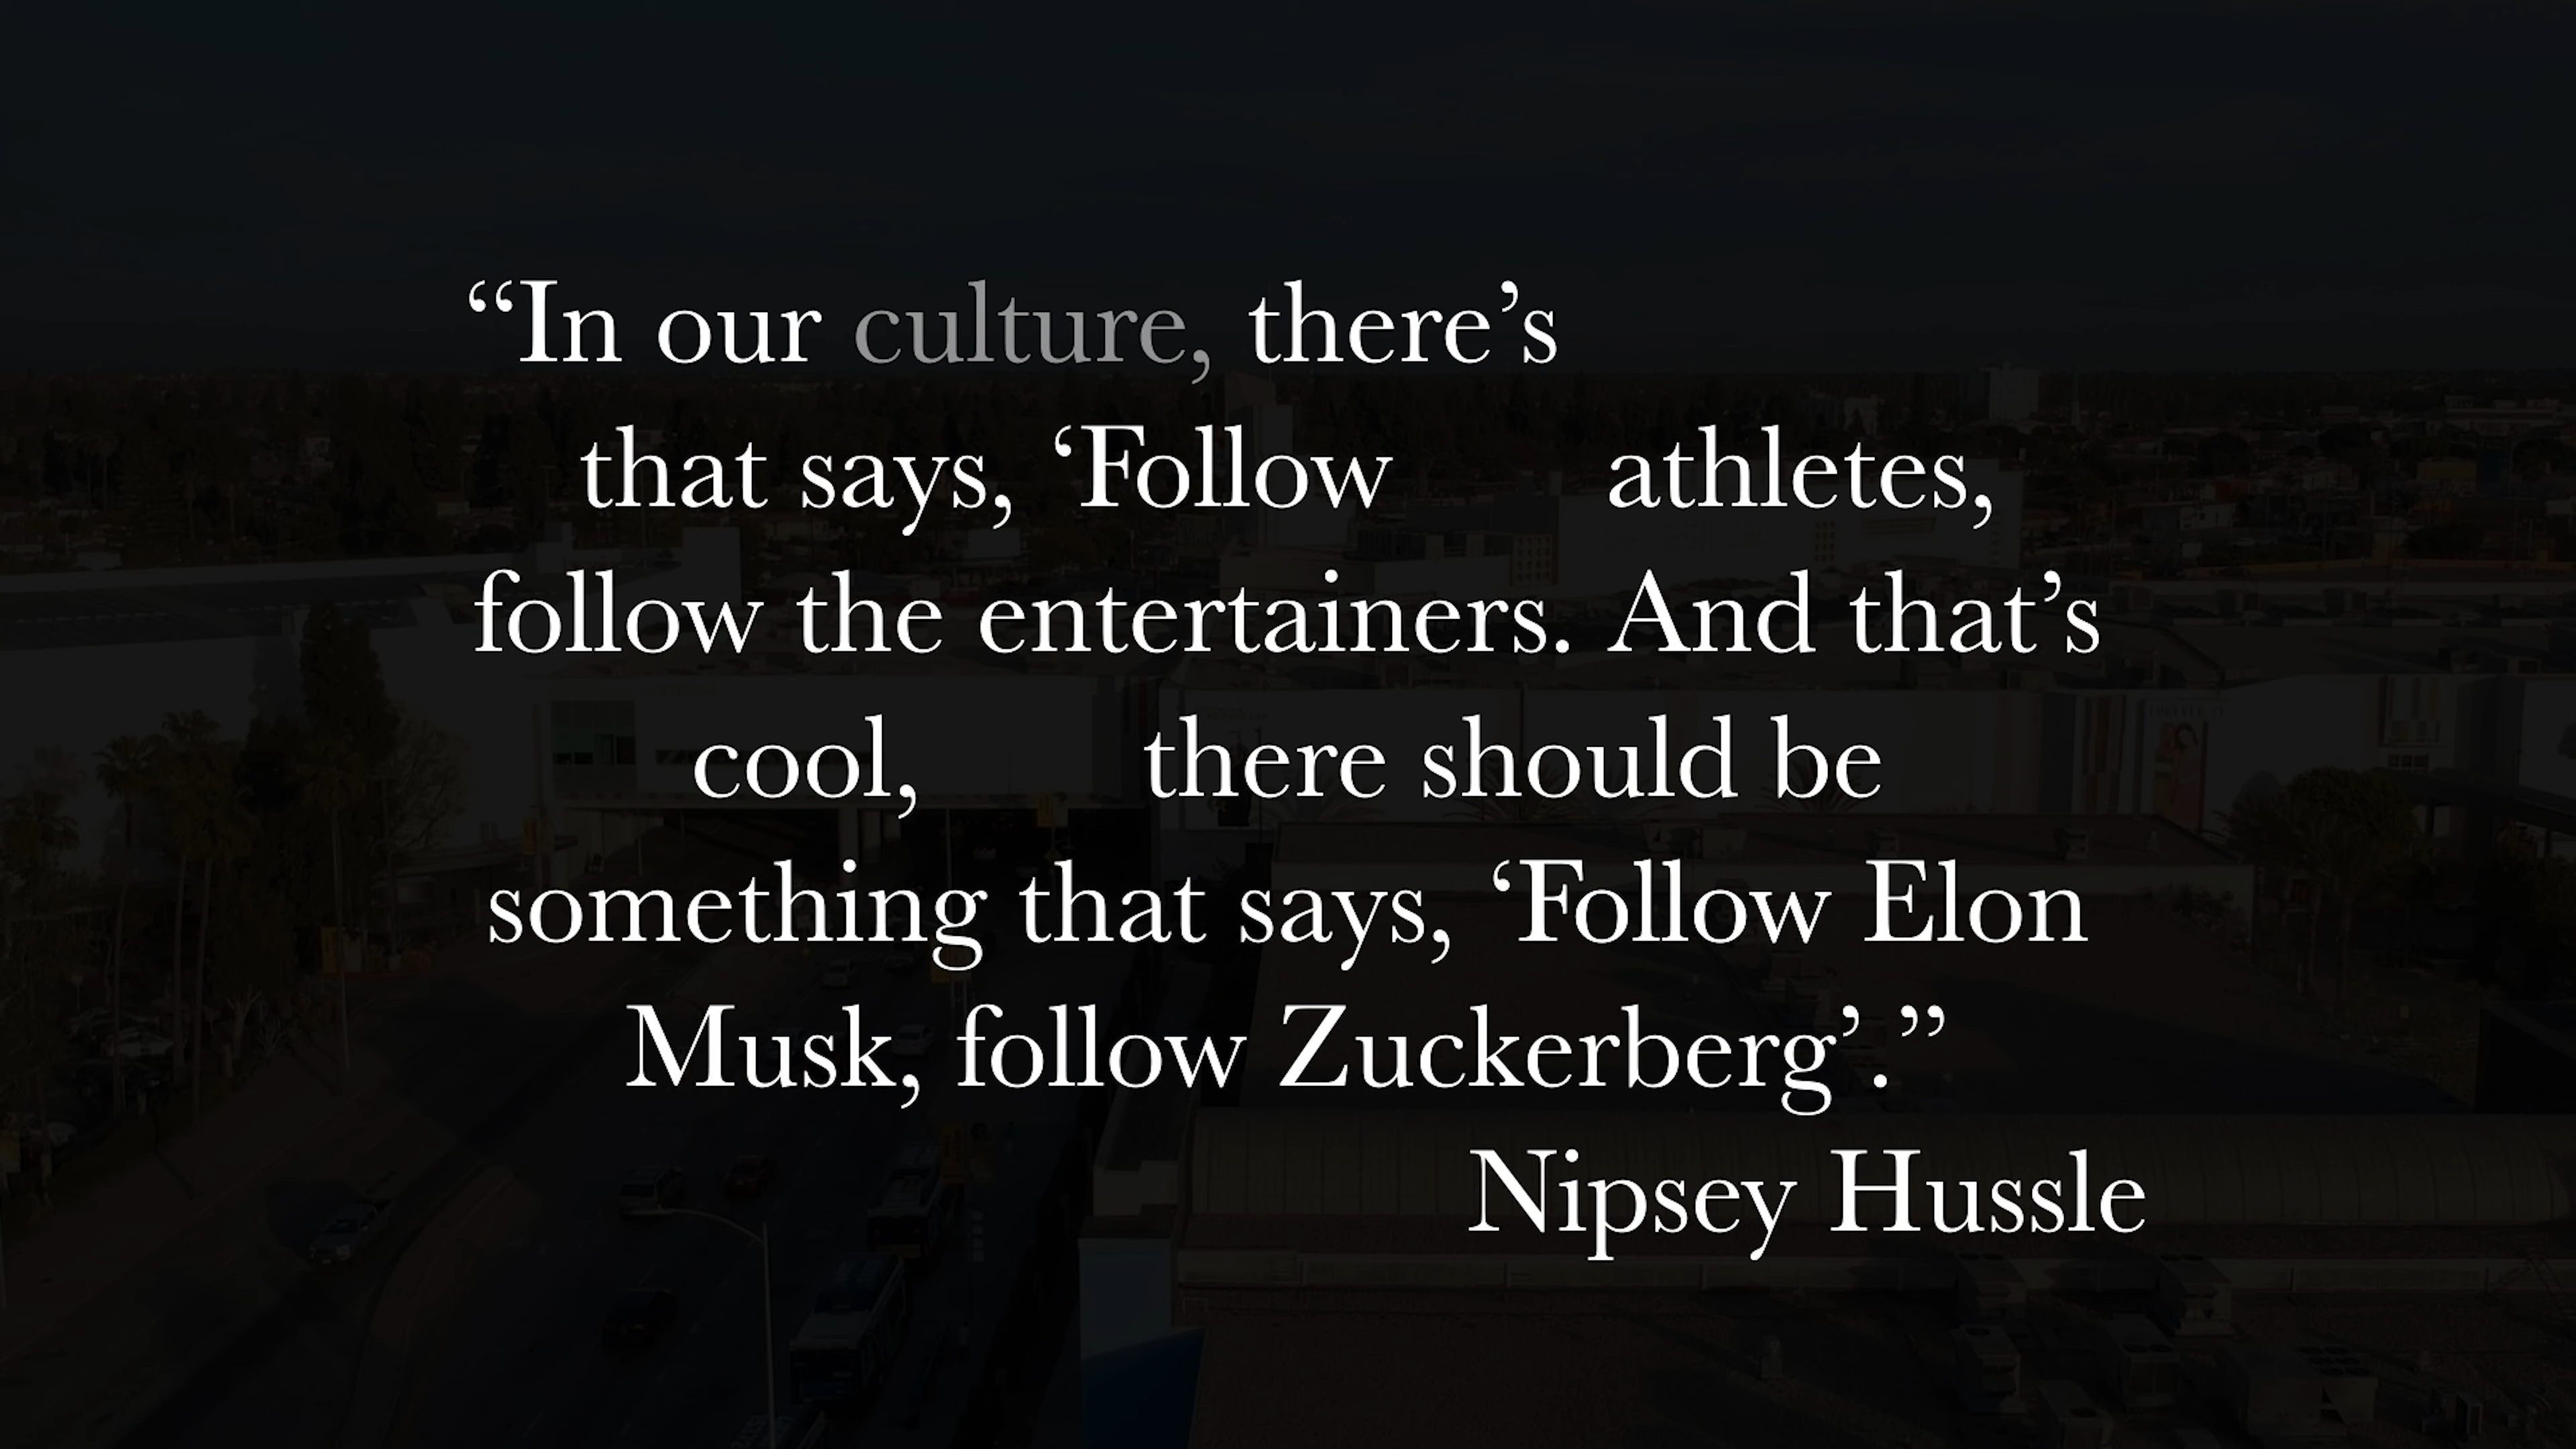 “In our culture, there’s
that says, ‘Follow athletes,
follow the entertainers. And that’s
cool, there should be
something that says, ‘Follow Elon
Musk, follow Zuckerberg’.”
Nipsey Hussle